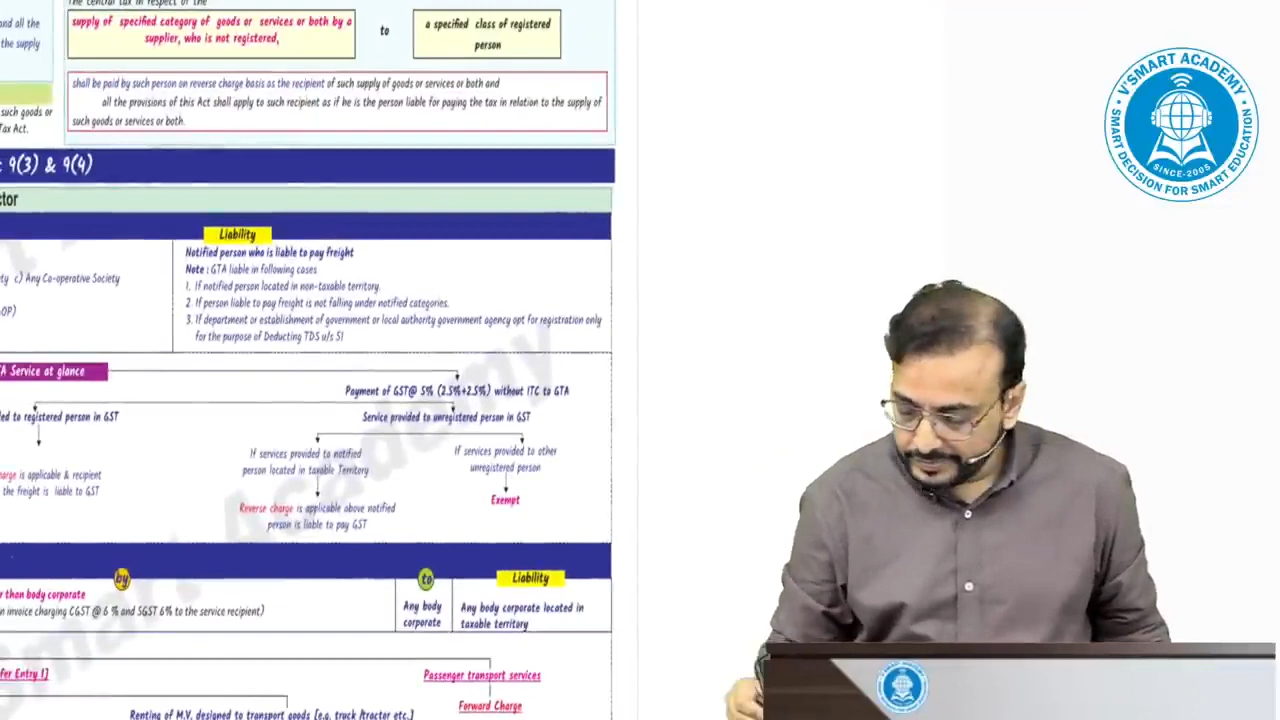 The central tax in respect of the
and all the
the supply
supply of specified category of goods or services or both by a
supplier, who is not registered,
to
a specified class of registered
person
shall be paid by such person on reverse charge basis as the recipient of such supply of goods or services or both and
all the provisions of this Act shall apply to such recipient as if he is the person liable for paying the tax in relation to the supply of
such goods or services or both.
such goods or
Tax Act.
: 9(3) & 9(4)
ctor
Liability
ty c) Any Co-operative Society
OP)
Notified person who is liable to pay freight
Note : GTA liable in following cases
1. If notified person located in non-taxable territory.
2. If person liable to pay freight is not falling under notified categories.
3. If department or establishment of government or local authority government agency opt for registration only
for the purpose of Deducting TDS u/s 51
A Service at glance
Payment of GST@ 5% (2.5%+2.5%) without ITC to GTA
ded to registered person in GST
Service provided to unregistered person in GST
arge is applicable & recipient
the freight is liable to GST
If services provided to notified
person located in taxable Territory
If services provided to other
unregistered person
Exempt
Reverse charge is applicable above notified
person is liable to pay GST
by
to
Liability
r than body corporate
n invoice charging CGST @ 6 % and SGST 6% to the service recipient)
Any body
corporate
Any body corporate located in
taxable territory
fer Entry 1]
Passenger transport services
Forward Charge
Renting of M.V. designed to transport goods [e.g. truck /tractor etc.]
Smart Academy
V'SMART ACADEMY
SMART DECISION FOR SMART EDUCATION
SINCE-2005